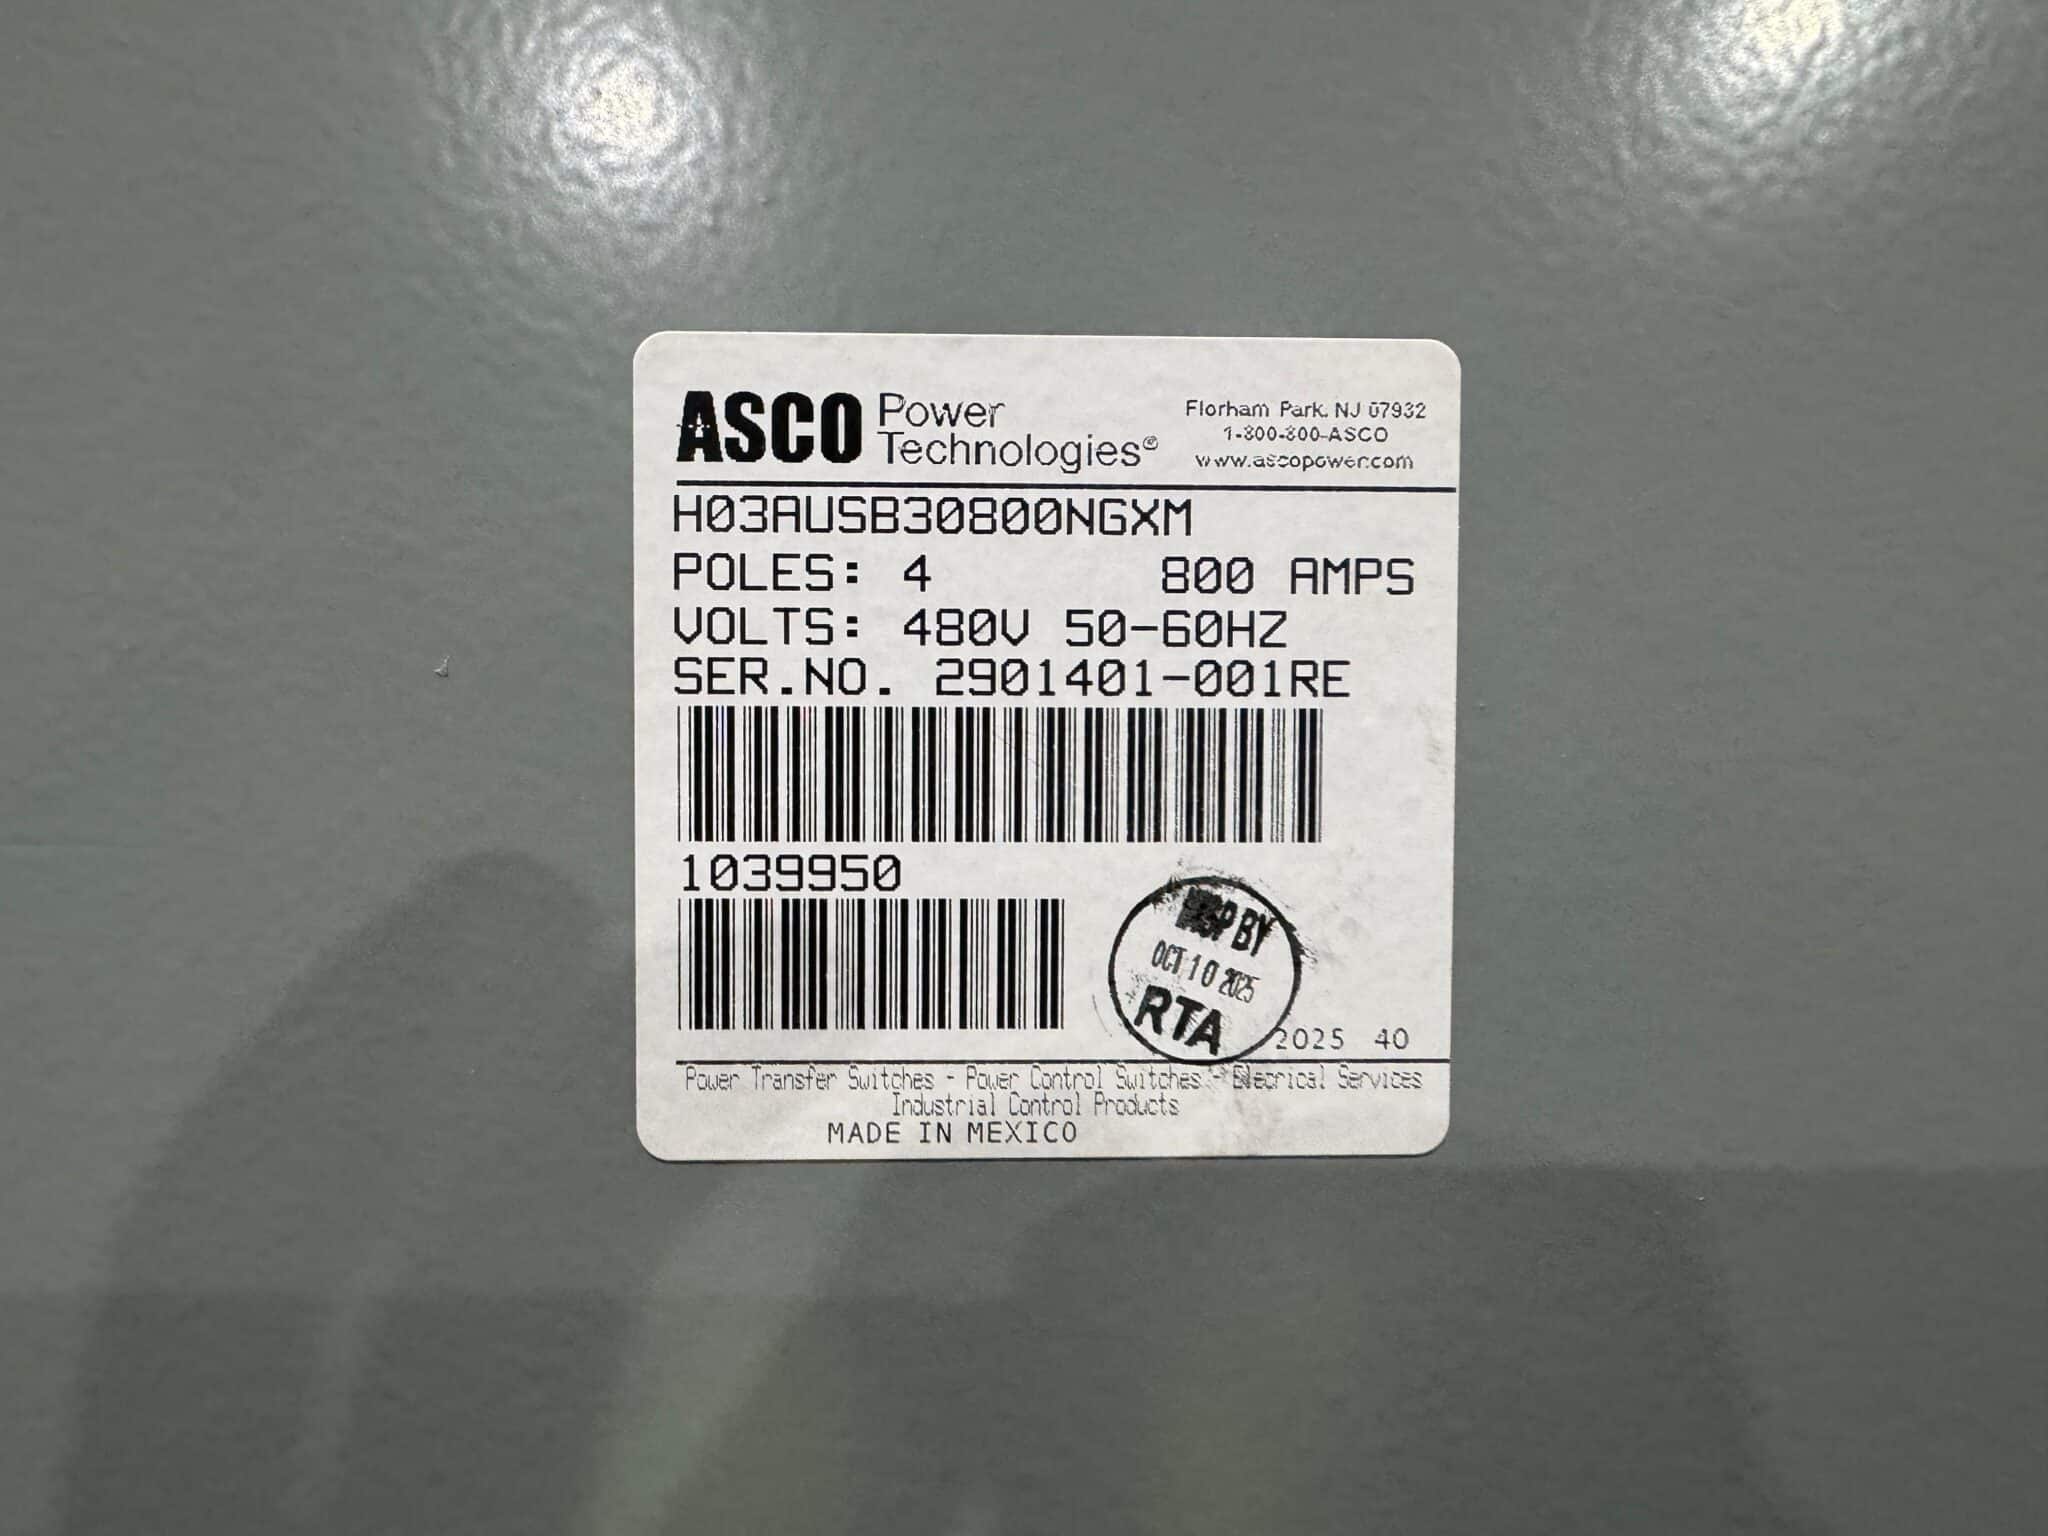 ASCO Power Technologies®
Florham Park, NJ 07932
1-800-800-ASCO
www.ascopower.com
H03AUSB30800NGXM
POLES: 4 800 AMPS
VOLTS: 480V 50-60HZ
SER.NO. 2901401-001RE
1039950
BY
OCT 10 2025
RTA
2025 40
Power Transfer Switches - Power Control Switches - Elecrical Services
Industrial Control Products
MADE IN MEXICO